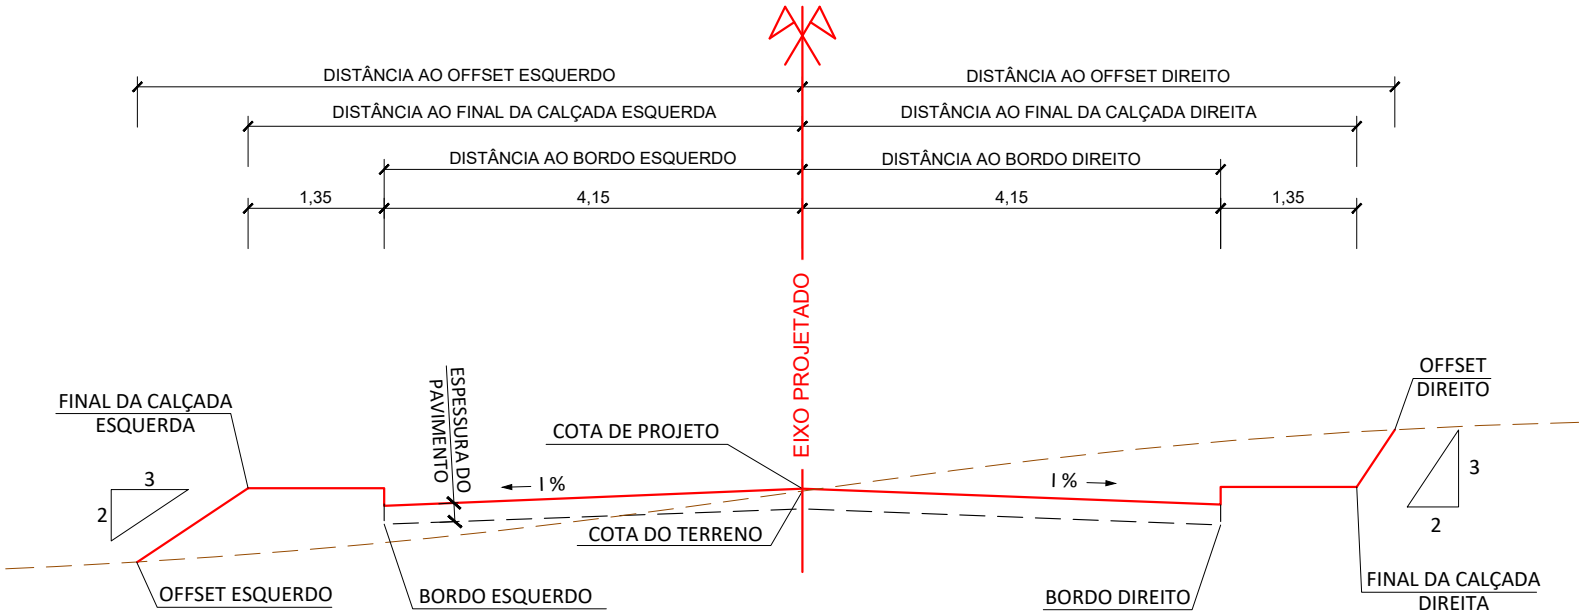 DISTÂNCIA AO OFFSET ESQUERDO
DISTÂNCIA AO OFFSET DIREITO
DISTÂNCIA AO FINAL DA CALÇADA ESQUERDA
DISTÂNCIA AO FINAL DA CALÇADA DIREITA
DISTÂNCIA AO BORDO ESQUERDO
DISTÂNCIA AO BORDO DIREITO
1,35
4,15
4,15
1,35
EIXO PROJETADO
OFFSET
DIREITO
FINAL DA CALÇADA
ESQUERDA
ESPESSURA DO
PAVIMENTO
COTA DE PROJETO
3
2
I %
I %
3
2
COTA DO TERRENO
OFFSET ESQUERDO
BORDO ESQUERDO
BORDO DIREITO
FINAL DA CALÇADA
DIREITA